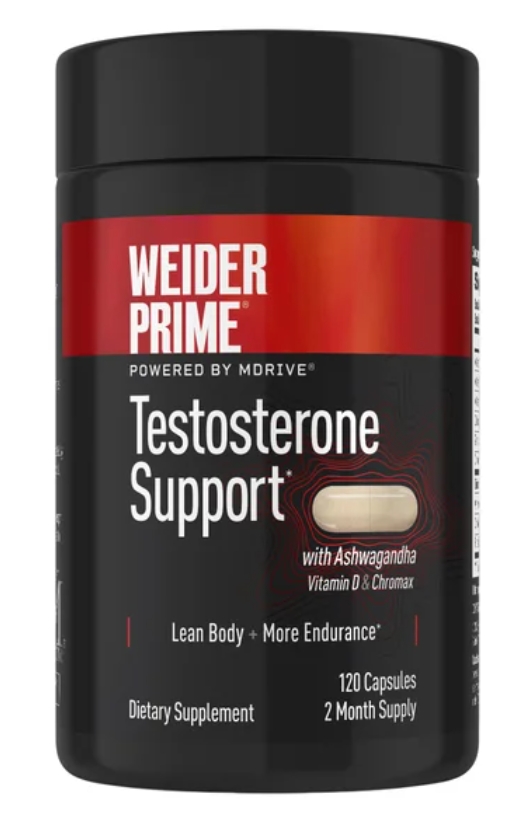 WEIDER
PRIME®
POWERED BY MDRIVE®
Testosterone
Support*
with Ashwagandha
Vitamin D & Chromax
Lean Body + More Endurance*
120 Capsules
Dietary Supplement 2 Month Supply